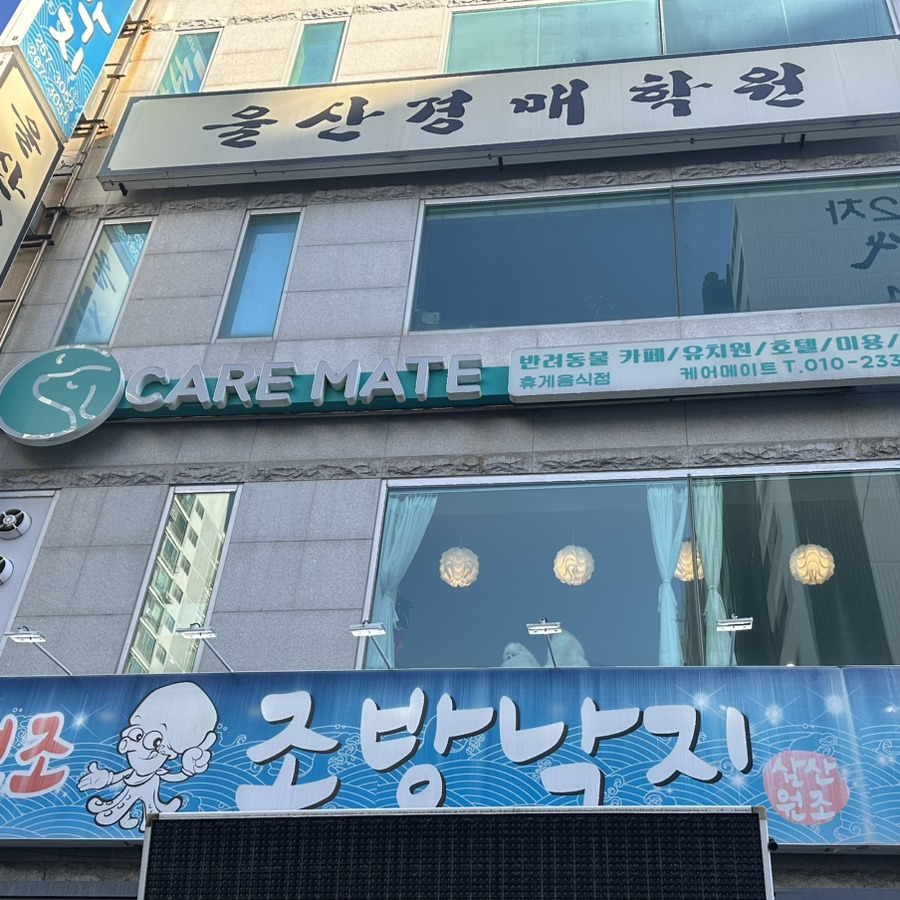 울산경매학원
CARE MATE
반려동물 카페/유치원/호텔/미용/
휴게음식점
케어메이트 T.010-233
조방낙지
삼산
원조